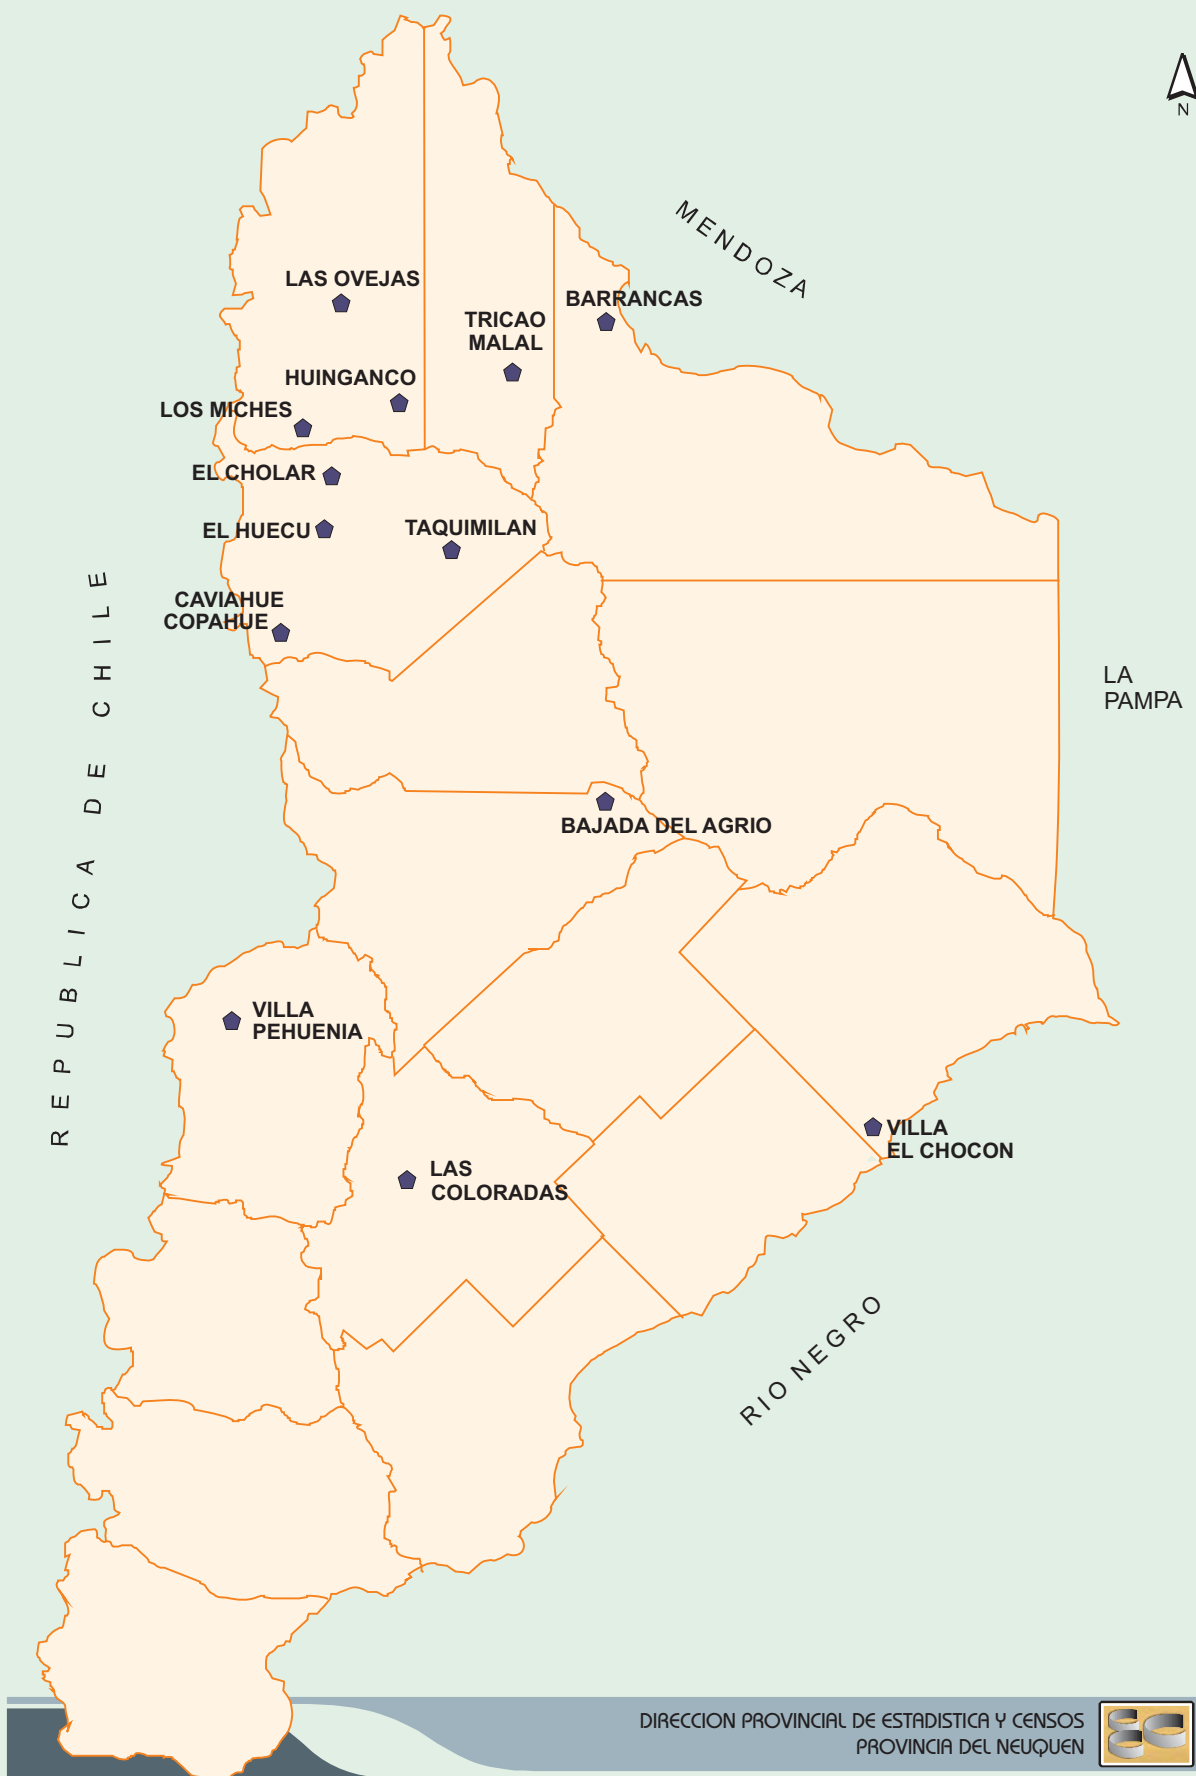 N
MENDOZA
LAS OVEJAS
BARRANCAS
TRICAO
MALAL
HUINGANCO
LOS MICHES
EL CHOLAR
EL HUECU
TAQUIMILAN
CAVIAHUE
COPAHUE
REPUBLICA DE CHILE
LA
PAMPA
BAJADA DEL AGRIO
VILLA
PEHUENIA
VILLA
EL CHOCON
LAS
COLORADAS
RIO NEGRO
DIRECCION PROVINCIAL DE ESTADISTICA Y CENSOS
PROVINCIA DEL NEUQUEN